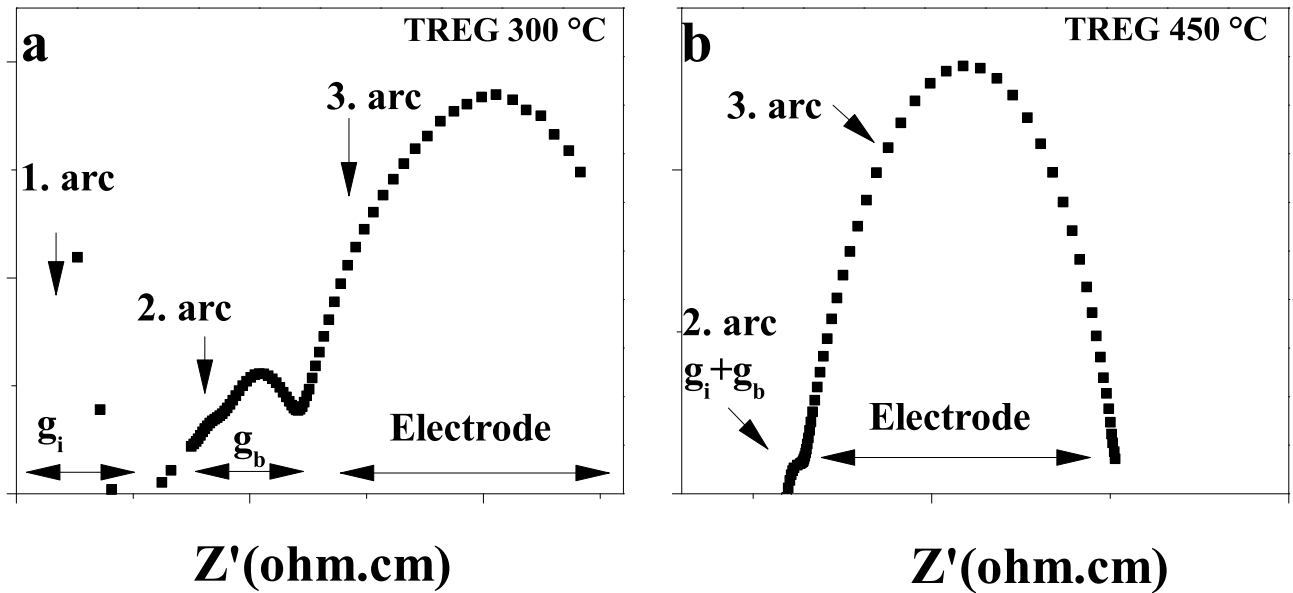 a
TREG 300 °C
3. arc
1. arc
2. arc
gi
gb
Electrode
Z'(ohm.cm)
b
TREG 450 °C
3. arc
2. arc
gi+gb
Electrode
Z'(ohm.cm)